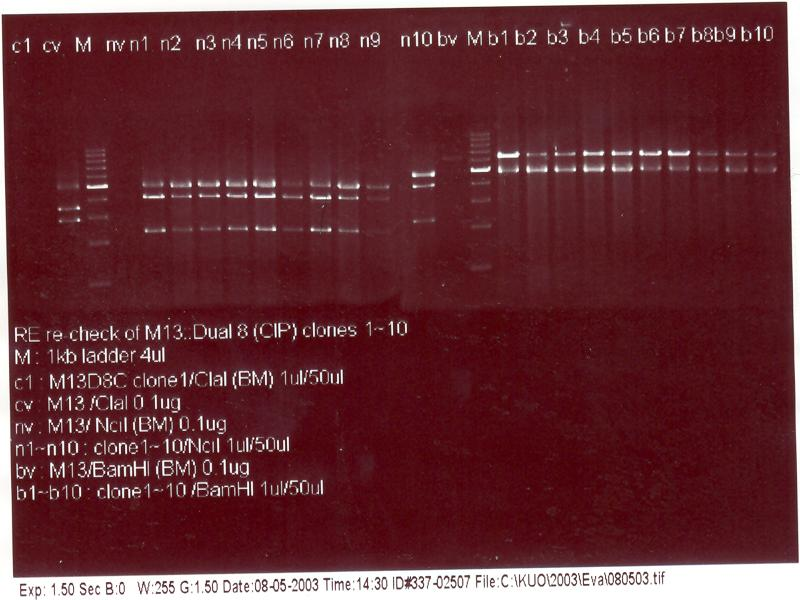 c1 cv M nv n1 n2 n3 n4 n5 n6 n7 n8 n9 n10 bv M b1 b2 b3 b4 b5 b6 b7 b8 b9 b10
RE re-check of M13::Dual 8 (CIP) clones 1~10
M : 1kb ladder 4ul
c1 : M13D8C clone1/ClaI (BM) 1ul/50ul
cv : M13 /ClaI 0.1ug
nv : M13/ NciI (BM) 0.1ug
n1~n10 : clone1~10/NciI 1ul/50ul
bv : M13/BamHI (BM) 0.1ug
b1~b10 : clone1~10 /BamHI 1ul/50ul
Exp: 1.50 Sec B:0 W:255 G:1.50 Date:08-05-2003 Time:14:30 ID#337-02507 File:C:\KUO\2003\Eva\080503.tif